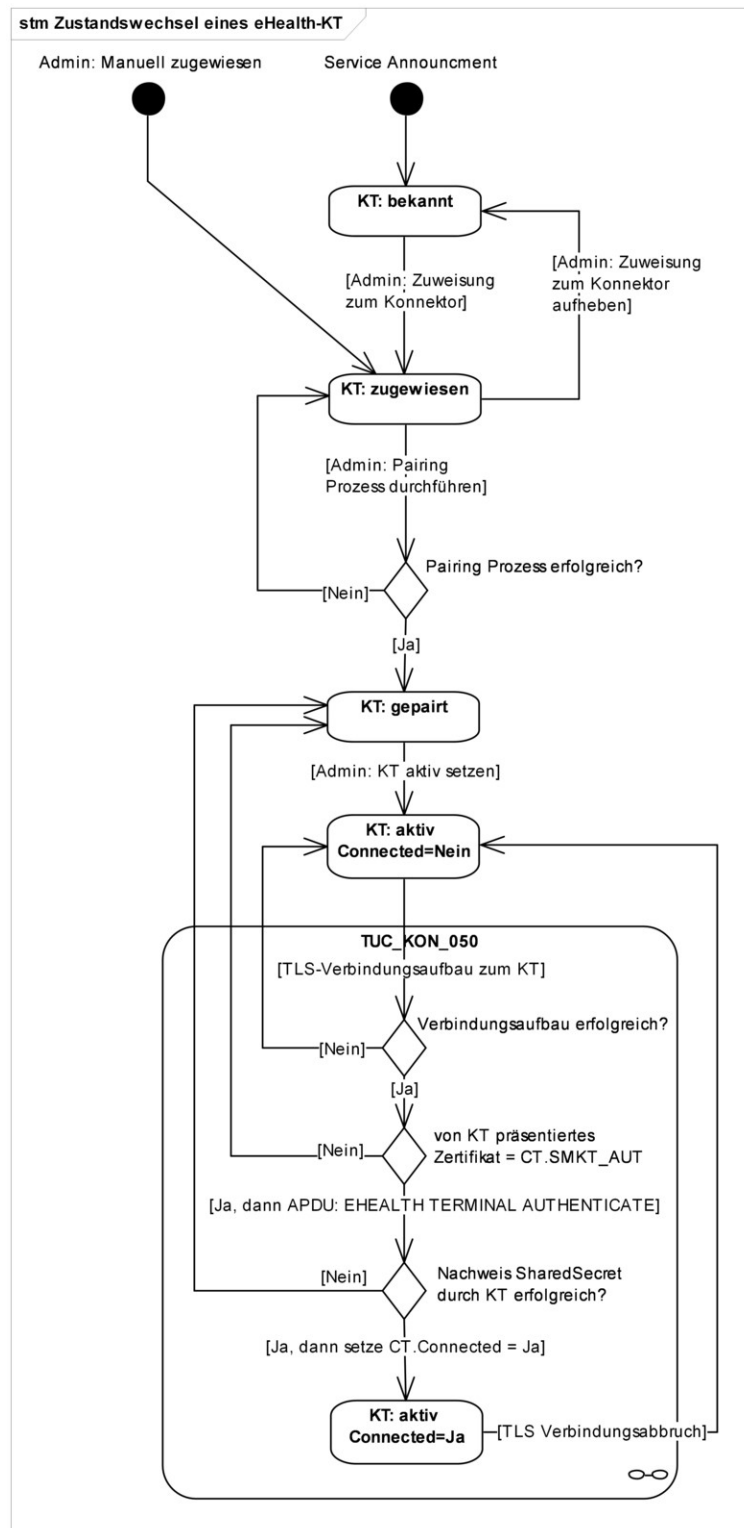 stm Zustandswechsel eines eHealth-KT
Admin: Manuell zugewiesen
Service Announcment
KT: bekannt
[Admin: Zuweisung
zum Konnektor]
[Admin: Zuweisung
zum Konnektor
aufheben]
KT: zugewiesen
[Admin: Pairing
Prozess durchführen]
Pairing Prozess erfolgreich?
[Nein]
[Ja]
KT: gepairt
[Admin: KT aktiv setzen]
KT: aktiv
Connected=Nein
TUC_KON_050
[TLS-Verbindungsaufbau zum KT]
Verbindungsaufbau erfolgreich?
[Nein]
[Ja]
[Nein]
von KT präsentiertes
Zertifikat = CT.SMKT_AUT
[Ja, dann APDU: EHEALTH TERMINAL AUTHENTICATE]
[Nein]
Nachweis SharedSecret
durch KT erfolgreich?
[Ja, dann setze CT.Connected = Ja]
KT: aktiv
Connected=Ja
[TLS Verbindungsabbruch]